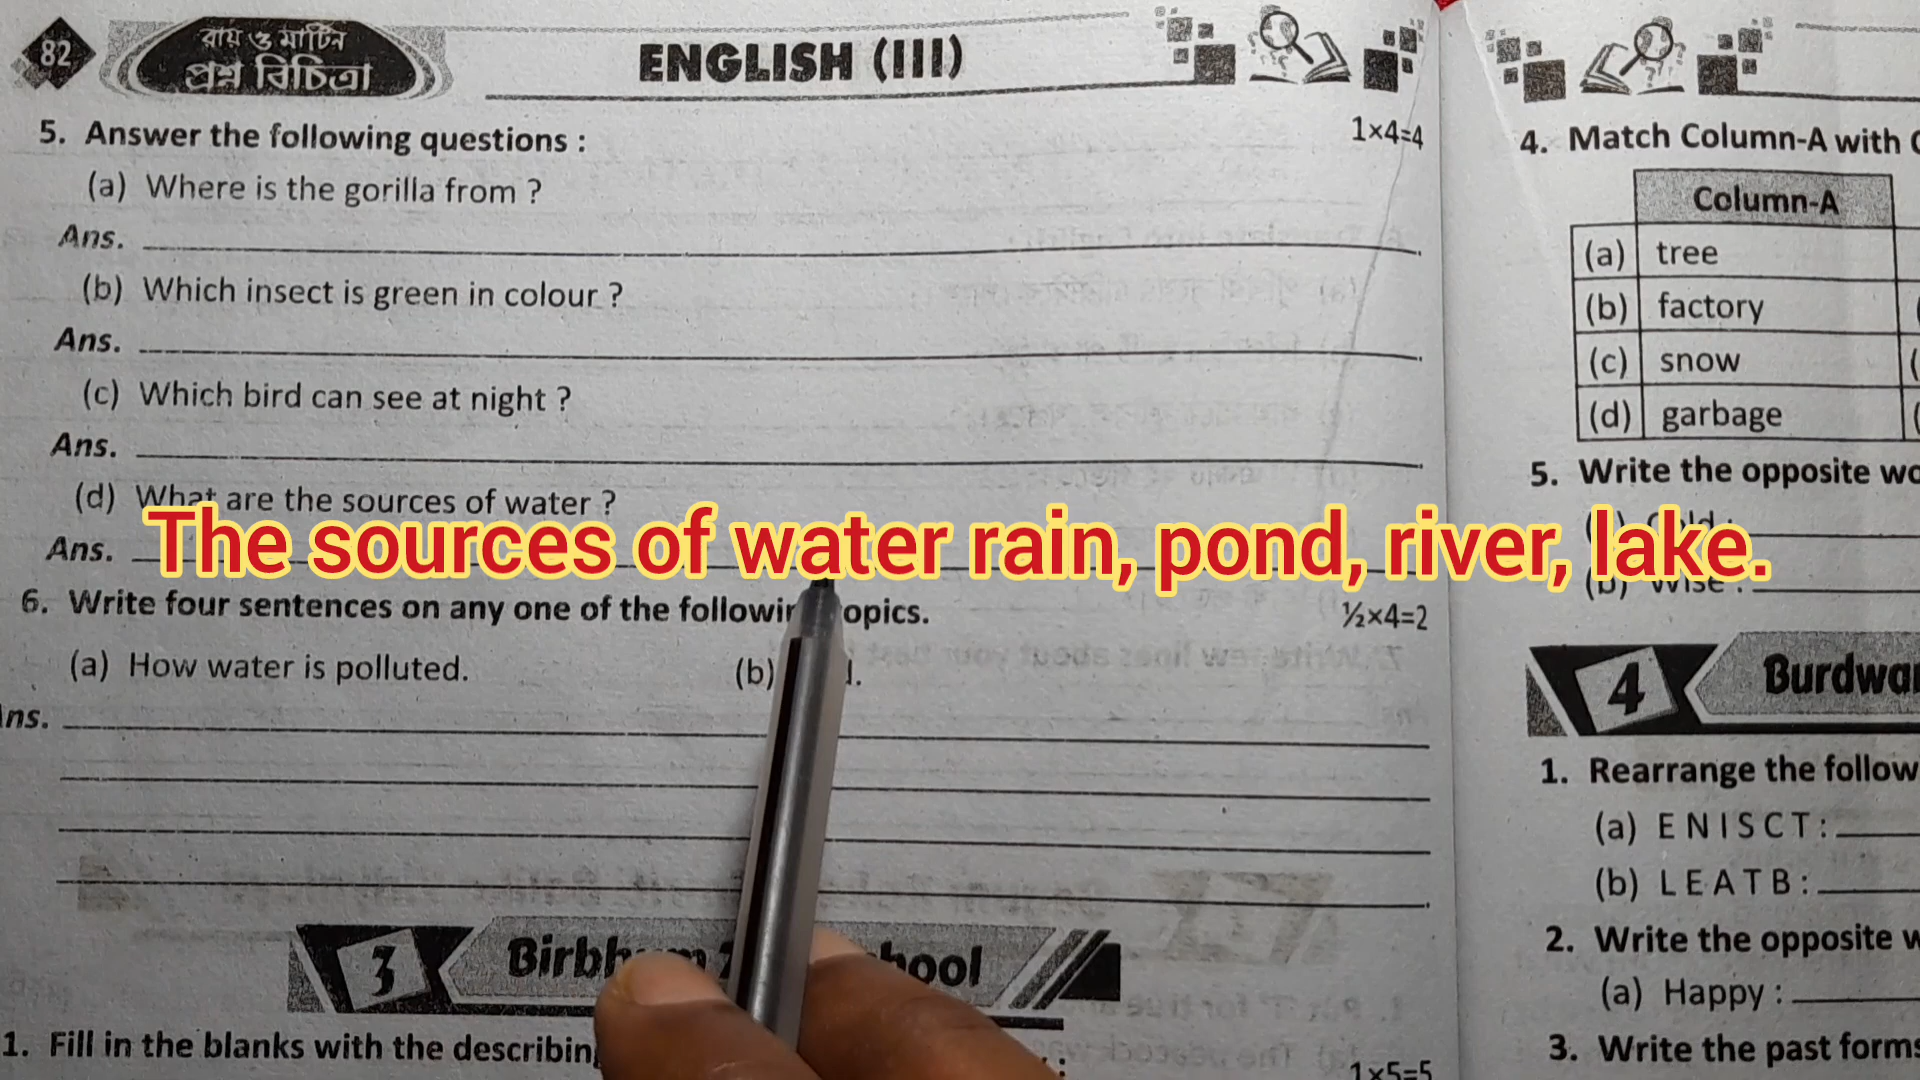 82
রায় ও মার্টিন
প্রশ্ন বিচিত্রা
ENGLISH (III)
5. Answer the following questions : 1×4=4
(a) Where is the gorilla from ?
Ans.
(b) Which insect is green in colour ?
Ans.
(c) Which bird can see at night ?
Ans.
(d) What are the sources of water ?
Ans.
The sources of water rain, pond, river, lake.
6. Write four sentences on any one of the following topics. ½×4=2
(a) How water is polluted. (b)
Ans.
3 Birbhum School
1. Fill in the blanks with the describing 1×5=5
4. Match Column-A with
Column-A
(a) tree
(b) factory
(c) snow
(d) garbage
5. Write the opposite
(b) Wise :
4 Burdwan
1. Rearrange the follow
(a) E N I S C T :
(b) L E A T B :
2. Write the opposite
(a) Happy :
3. Write the past forms